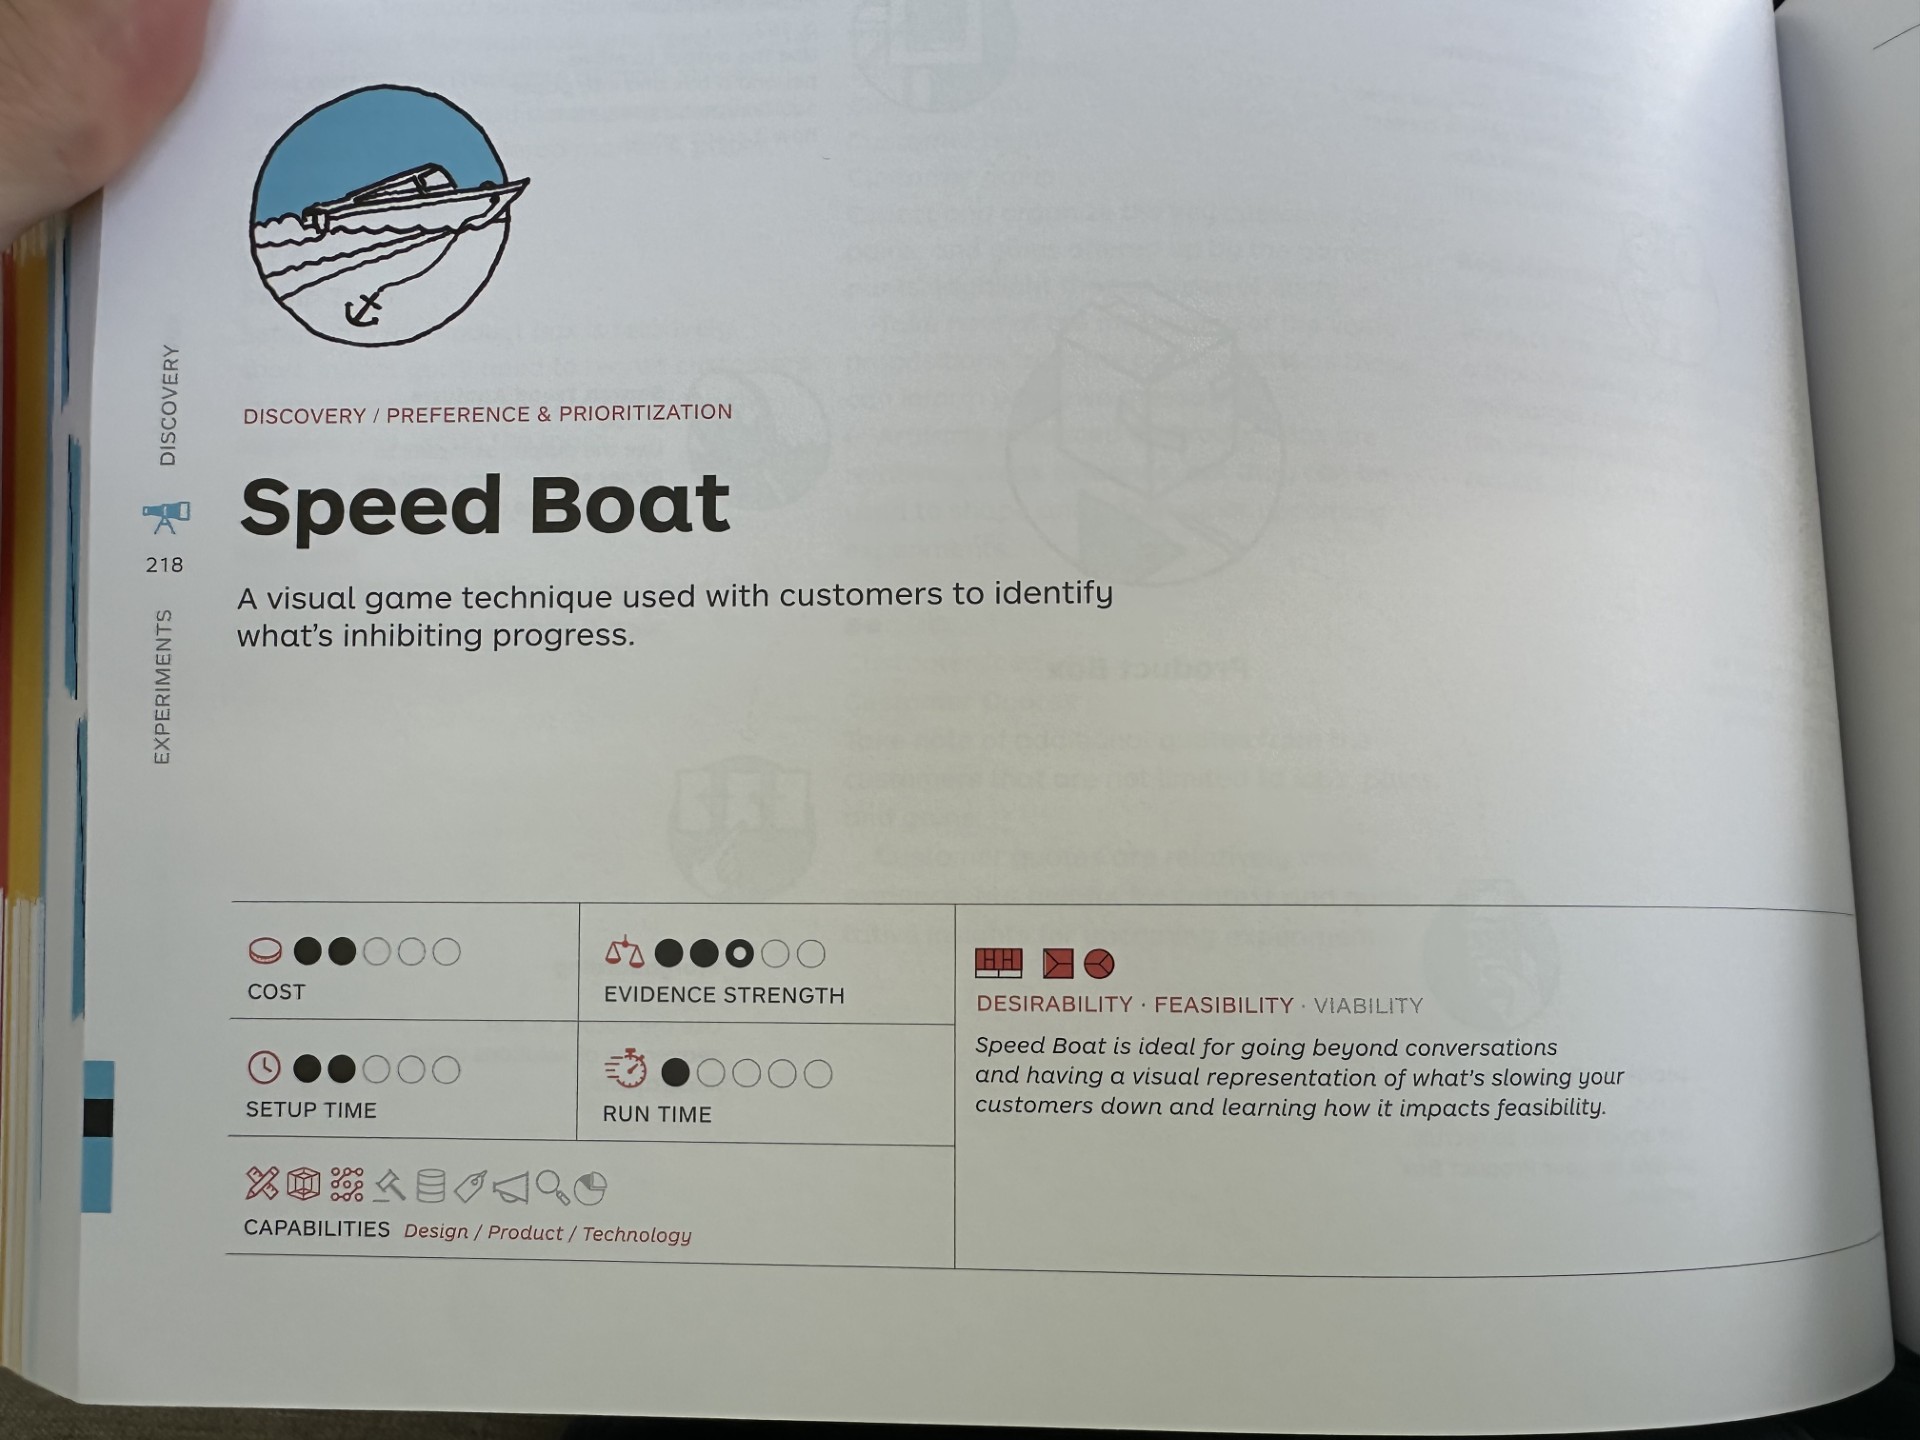 DISCOVERY / PREFERENCE & PRIORITIZATION
Speed Boat
A visual game technique used with customers to identify
what's inhibiting progress.
DISCOVERY
218
EXPERIMENTS
COST
EVIDENCE STRENGTH
SETUP TIME
RUN TIME
CAPABILITIES Design / Product / Technology
DESIRABILITY · FEASIBILITY · VIABILITY
Speed Boat is ideal for going beyond conversations
and having a visual representation of what's slowing your
customers down and learning how it impacts feasibility.